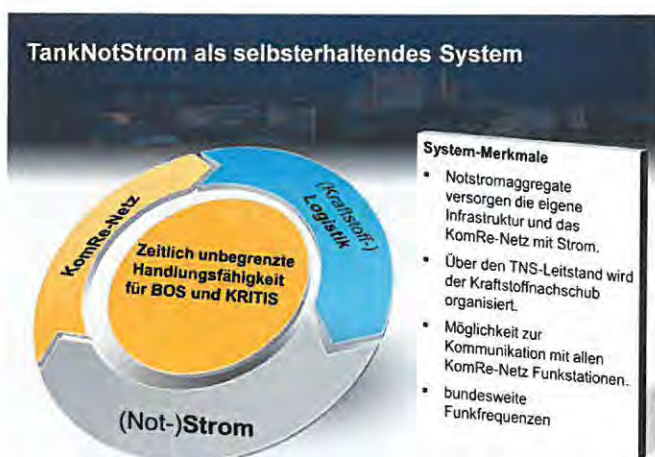 TankNotStrom als selbsterhaltendes System
KomRe-Netz
(Kraftstoff-)
Logistik
Zeitlich unbegrenzte
Handlungsfähigkeit
für BOS und KRITIS
(Not-)Strom
System-Merkmale
▪ Notstromaggregate
versorgen die eigene
Infrastruktur und das
KomRe-Netz mit Strom.
▪ Über den TNS-Leitstand wird
der Kraftstoffnachschub
organisiert.
▪ Möglichkeit zur
Kommunikation mit allen
KomRe-Netz Funkstationen.
▪ bundesweite
Funkfrequenzen